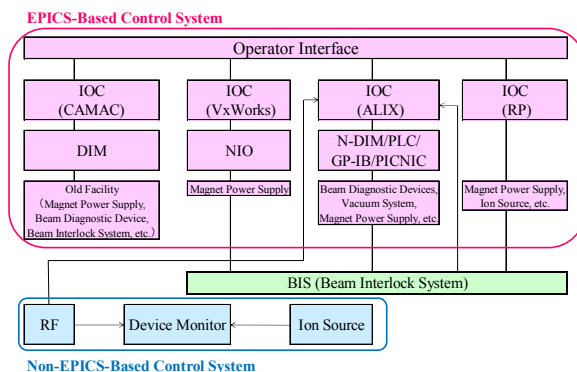 EPICS-Based Control System
Operator Interface
IOC
(CAMAC)
IOC
(VxWorks)
IOC
(ALIX)
IOC
(RP)
DIM
NIO
N-DIM/PLC/
GP-IB/PICNIC
Old Facility
(Magnet Power Supply,
Beam Diagnostic Device,
Beam Interlock System, etc.)
Magnet Power Supply
Beam Diagnostic Devices,
Vacuum System,
Magnet Power Supply, etc.
Magnet Power Supply,
Ion Source, etc.
BIS (Beam Interlock System)
RF
Device Monitor
Ion Source
Non-EPICS-Based Control System